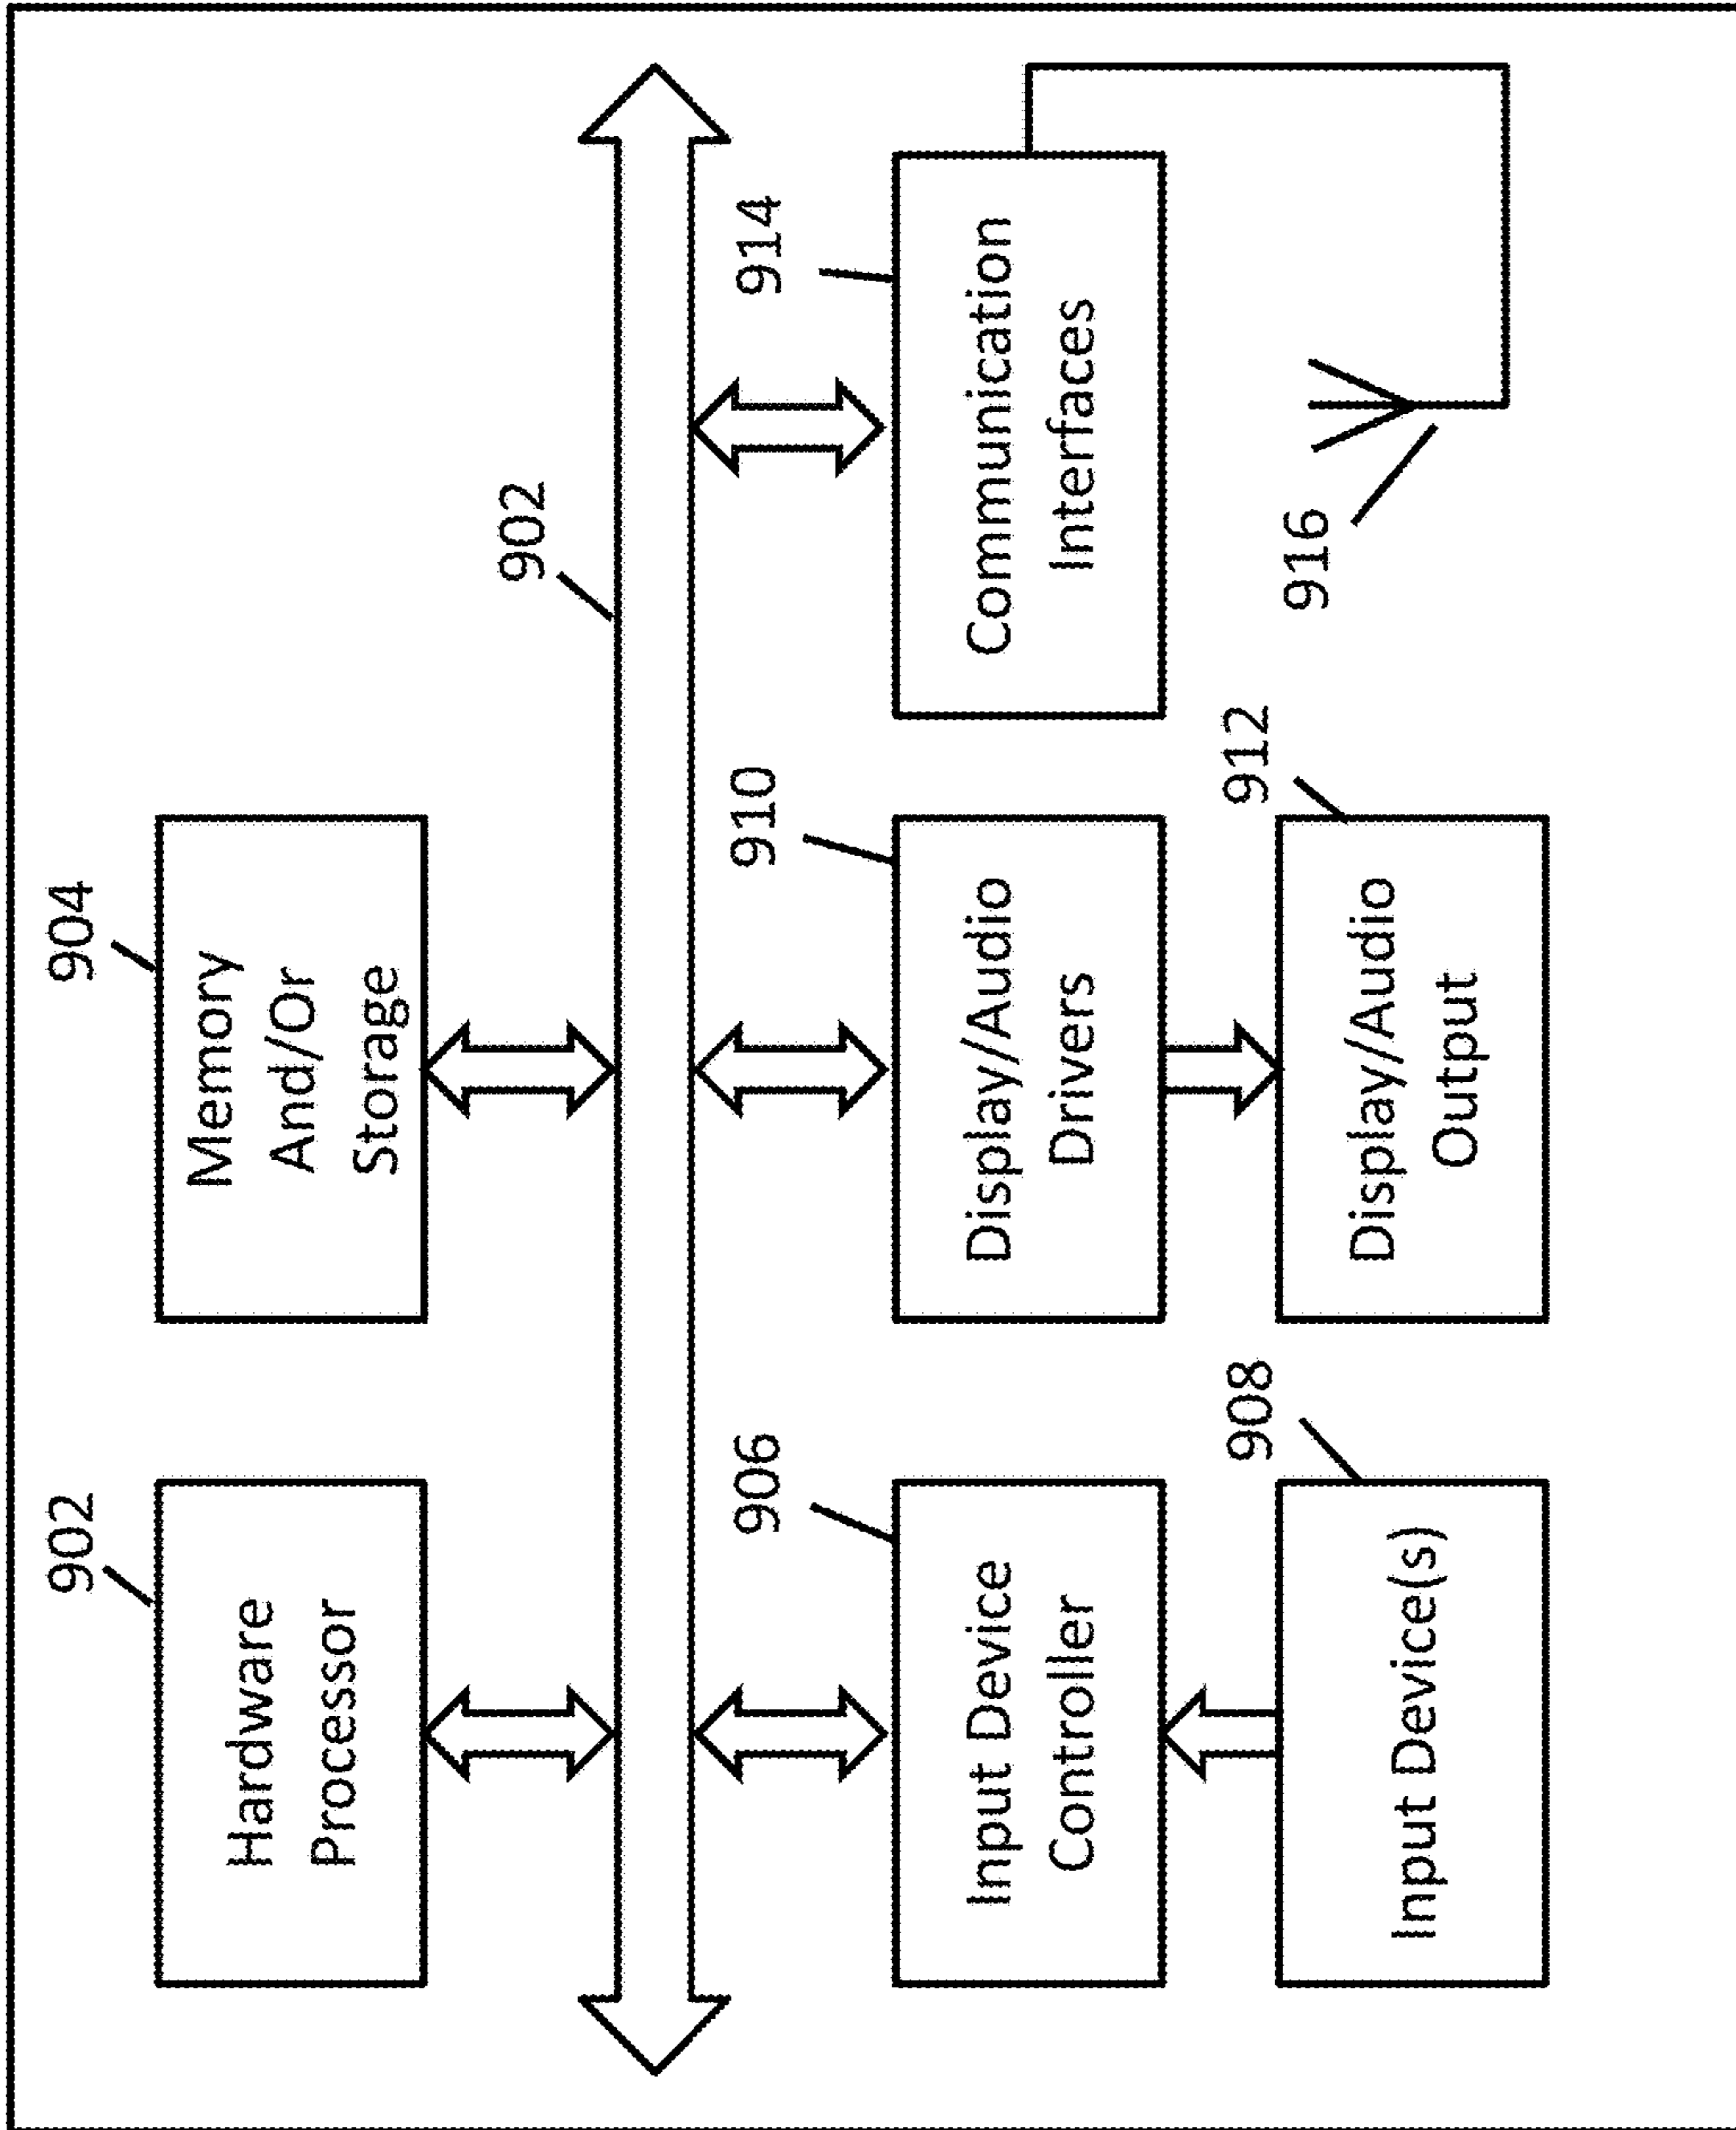 902
Hardware
Processor
904
Memory
And/Or
Storage
902
906
Input Device
Controller
910
Display/Audio
Drivers
914
Communication
Interfaces
908
Input Device(s)
912
Display/Audio
Output
916